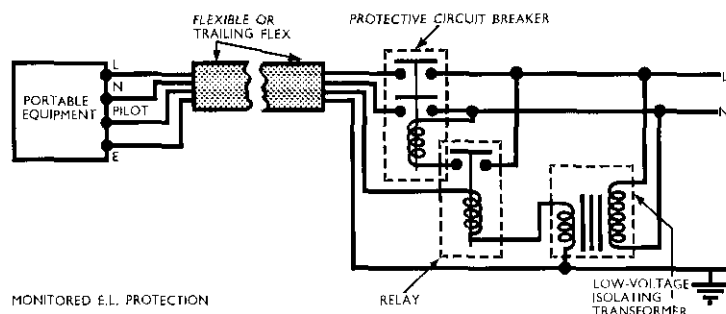 FLEXIBLE OR
TRAILING FLEX
PROTECTIVE CIRCUIT BREAKER
L
N
PILOT
E
PORTABLE
EQUIPMENT
L
N
MONITORED E.L. PROTECTION
RELAY
LOW-VOLTAGE
ISOLATING
TRANSFORMER